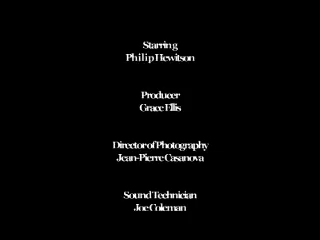 Starring
Philip Hewitson
Producer
Grace Ellis
Director of Photography
Jean-Pierre Casanova
Sound Technician
Joe Coleman